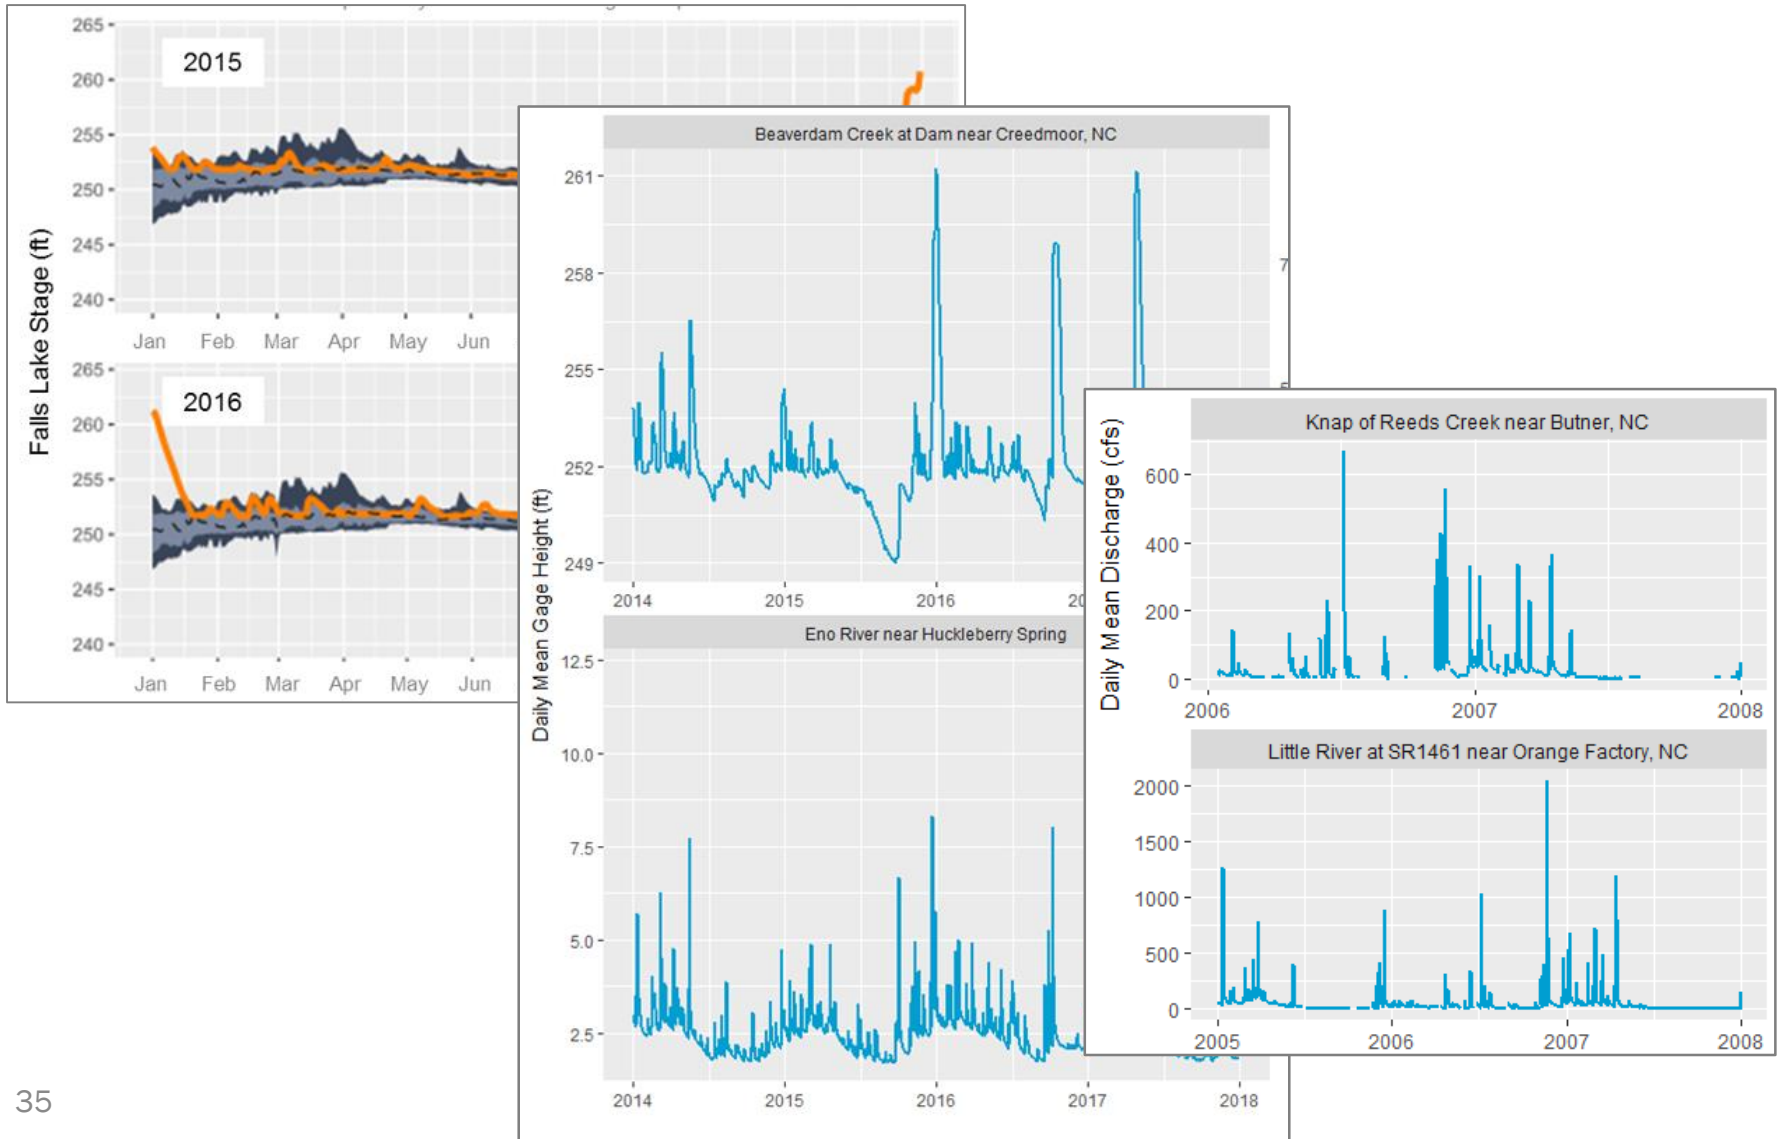 265
2015
260
255
250
245
240
Jan Feb Mar Apr May Jun
Falls Lake Stage (ft)
265
2016
260
255
250
245
240
Jan Feb Mar Apr May Jun
Beaverdam Creek at Dam near Creedmoor, NC
261
258
255
252
249
2014 2015 2016
Daily Mean Gage Height (ft)
Eno River near Huckleberry Spring
12.5
10.0
7.5
5.0
2.5
2014 2015 2016 2017 2018
Knap of Reeds Creek near Butner, NC
600
400
200
0
2006 2007 2008
Daily Mean Discharge (cfs)
Little River at SR1461 near Orange Factory, NC
2000
1500
1000
500
0
2005 2006 2007 2008
35